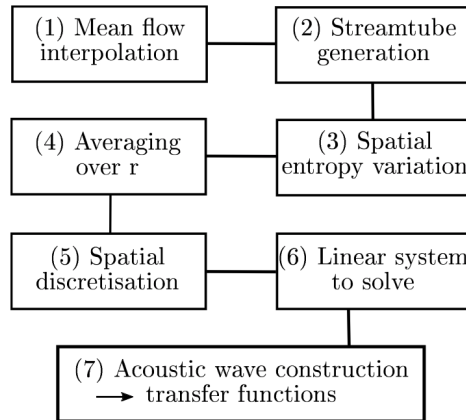 (1) Mean flow
interpolation
(2) Streamtube
generation
(3) Spatial
entropy variation
(4) Averaging
over r
(5) Spatial
discretisation
(6) Linear system
to solve
(7) Acoustic wave construction
→ transfer functions